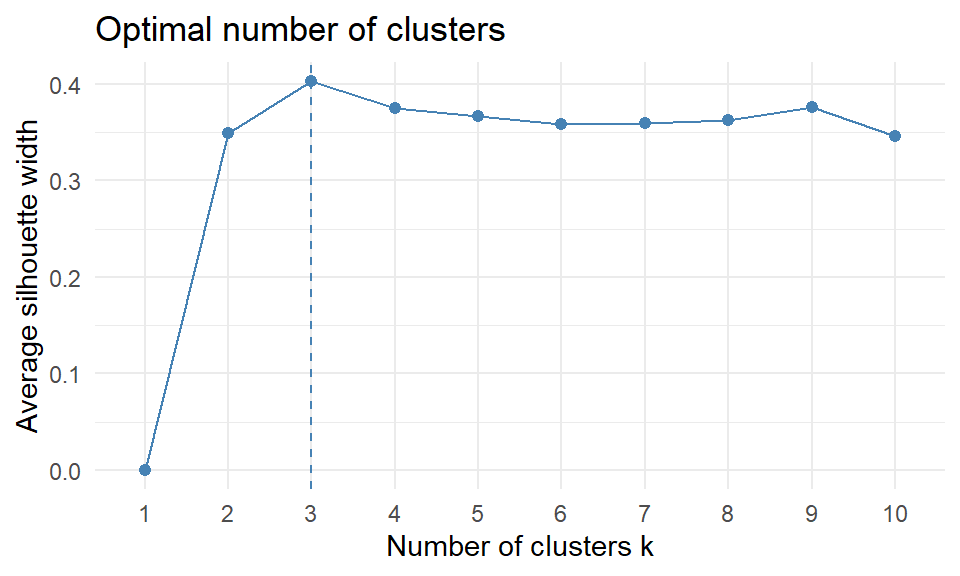 Optimal number of clusters
Average silhouette width
0.4
0.3
0.2
0.1
0.0
1 2 3 4 5 6 7 8 9 10
Number of clusters k